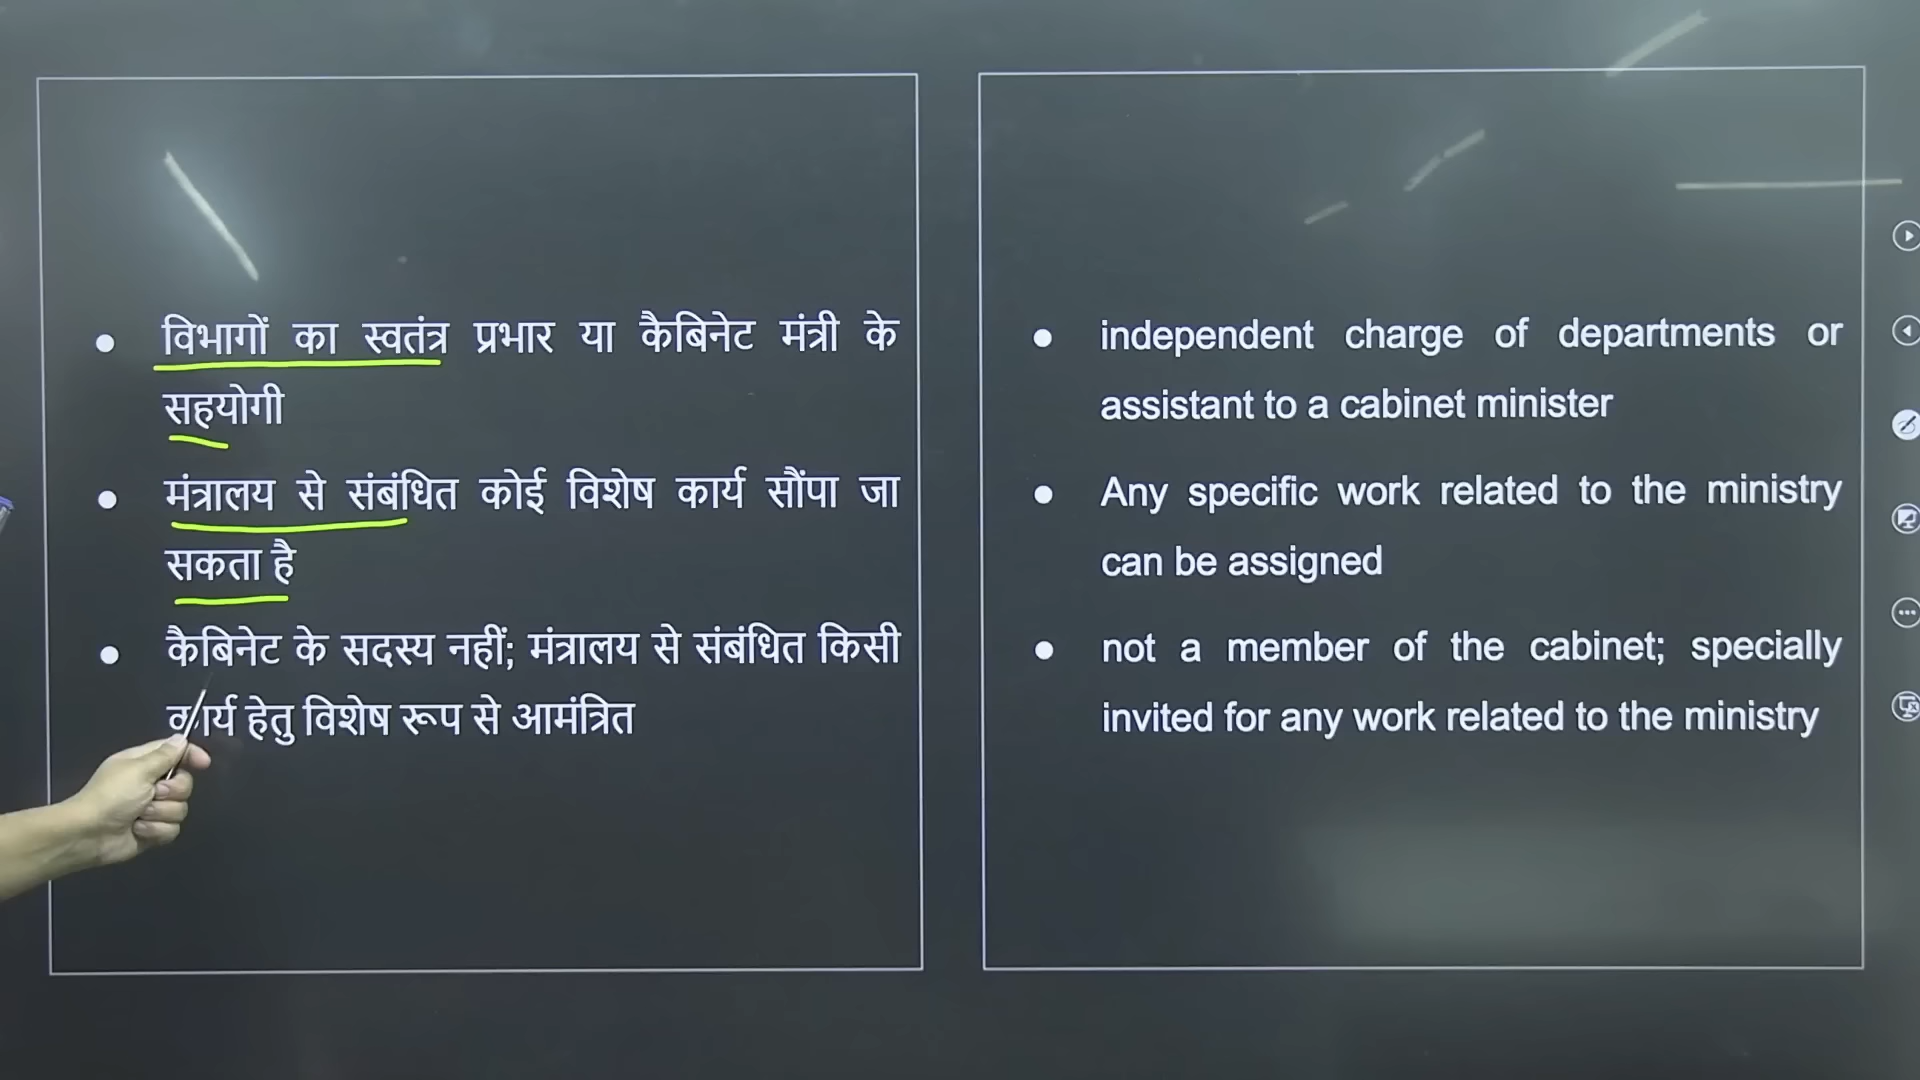 विभागों का स्वतंत्र प्रभार या कैबिनेट मंत्री के
सहयोगी
मंत्रालय से संबंधित कोई विशेष कार्य सौंपा जा
सकता है
कैबिनेट के सदस्य नहीं; मंत्रालय से संबंधित किसी
कार्य हेतु विशेष रूप से आमंत्रित
independent charge of departments or
assistant to a cabinet minister
Any specific work related to the ministry
can be assigned
not a member of the cabinet; specially
invited for any work related to the ministry